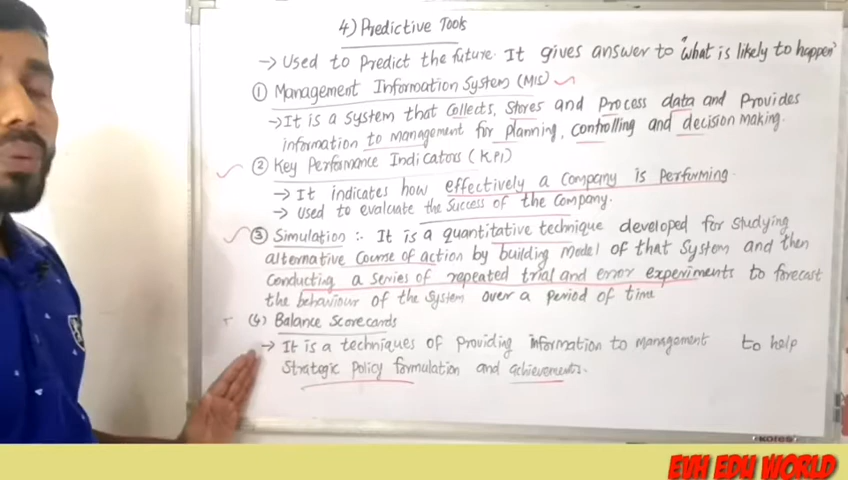 4) Predictive Tools
→ Used to Predict the future. It gives answer to "what is likely to happen"
① Management Information System (MIS)
→ It is a system that collects, stores and Process data and Provides
information to management for planning, controlling and decision making.
② Key Performance Indicators (KPI)
→ It indicates how effectively a Company is Performing.
→ Used to evaluate the success of the Company.
③ Simulation :- It is a quantitative technique developed for studying
alternative Course of action by building Model of that System and then
Conducting a series of repeated trial and error experiments to forecast
the behaviour of the System over a period of time
(4) Balance Scorecards
→ It is a techniques of Providing information to management to help
Strategic Policy formulation and achievements.
Kores
EVH EDU WORLD